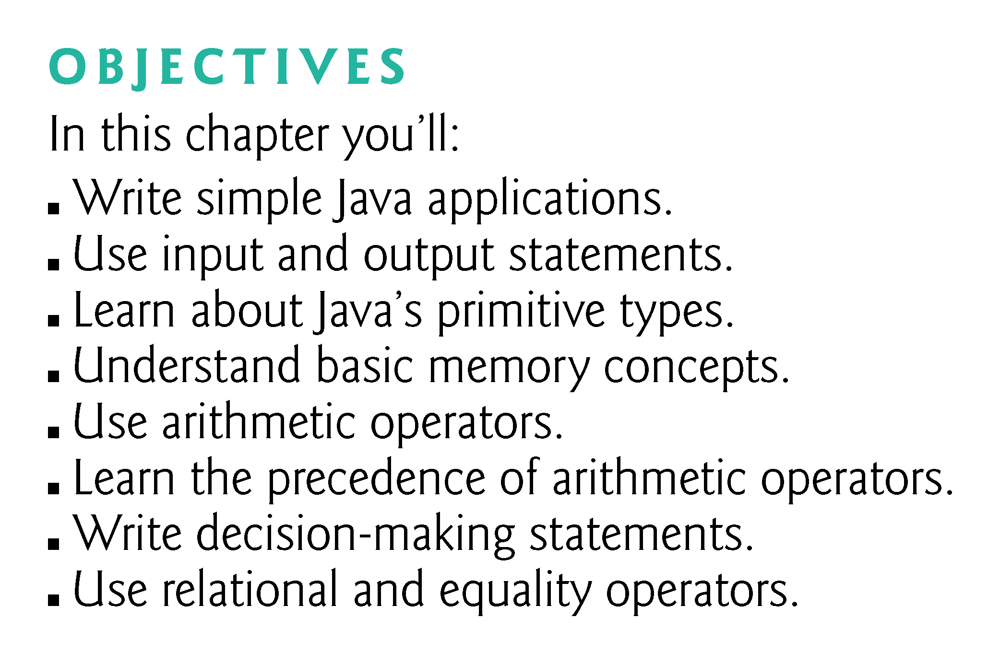 OBJECTIVES
In this chapter you’ll:
■ Write simple Java applications.
■ Use input and output statements.
■ Learn about Java’s primitive types.
■ Understand basic memory concepts.
■ Use arithmetic operators.
■ Learn the precedence of arithmetic operators.
■ Write decision-making statements.
■ Use relational and equality operators.